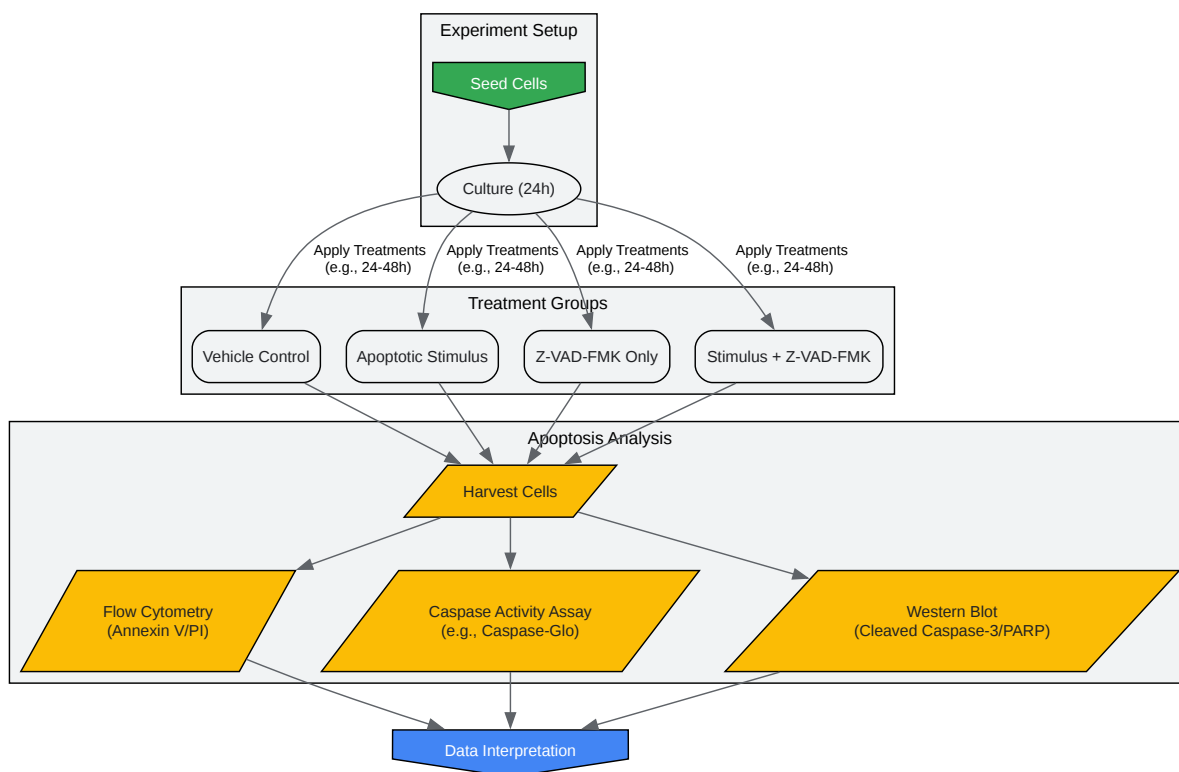 Experiment Setup
Seed Cells
Culture (24h)
Apply Treatments
(e.g., 24-48h)
Apply Treatments
(e.g., 24-48h)
Apply Treatments
(e.g., 24-48h)
Apply Treatments
(e.g., 24-48h)
Treatment Groups
Vehicle Control
Apoptotic Stimulus
Z-VAD-FMK Only
Stimulus + Z-VAD-FMK
Apoptosis Analysis
Harvest Cells
Flow Cytometry
(Annexin V/PI)
Caspase Activity Assay
(e.g., Caspase-Glo)
Western Blot
(Cleaved Caspase-3/PARP)
Data Interpretation